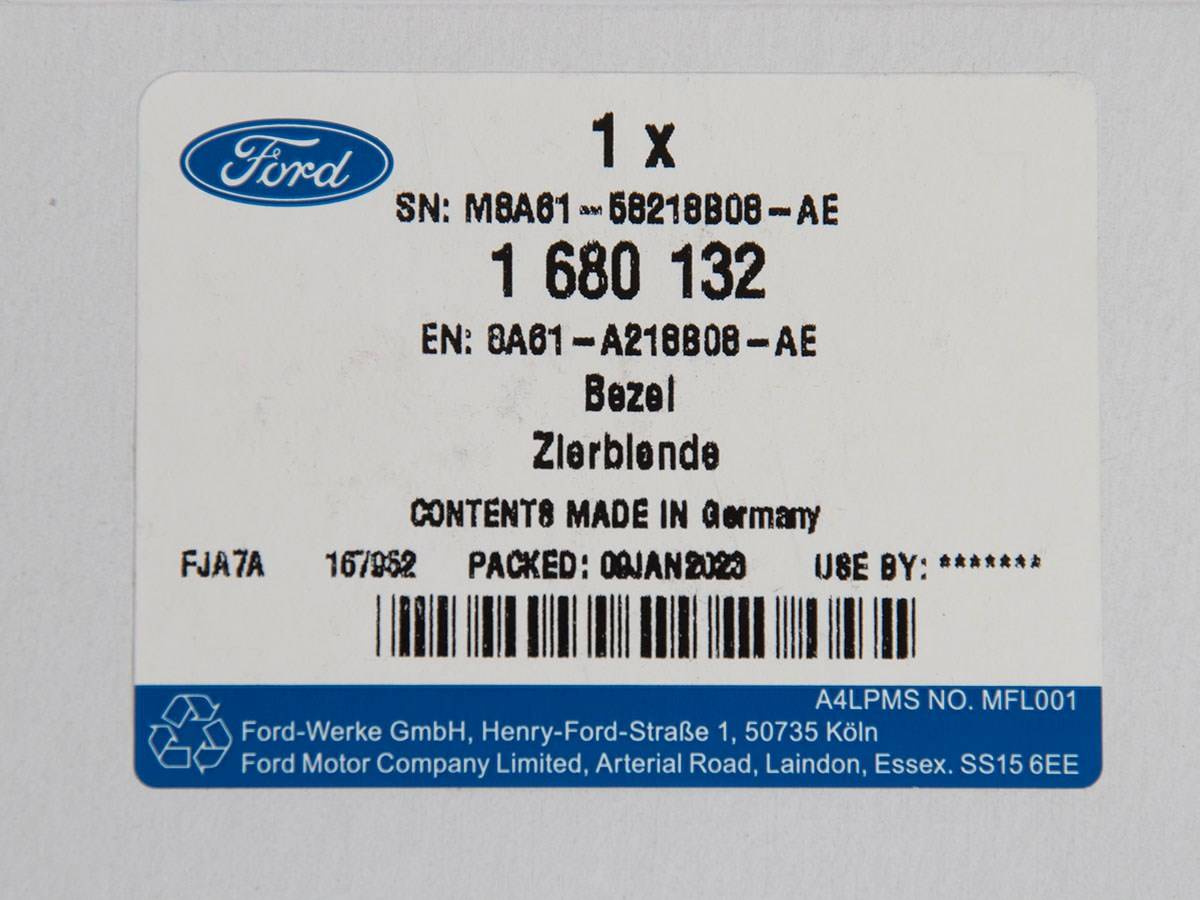 Ford
1 x
SN: M8A61-58218B08-AE
1 680 132
EN: 8A61-A218B08-AE
Bezel
Zierblende
CONTENTS MADE IN Germany
FJA7A 167952 PACKED: 09JAN2023 USE BY: *******
A4LPMS NO. MFL001
Ford-Werke GmbH, Henry-Ford-Straße 1, 50735 Köln
Ford Motor Company Limited, Arterial Road, Laindon, Essex. SS15 6EE